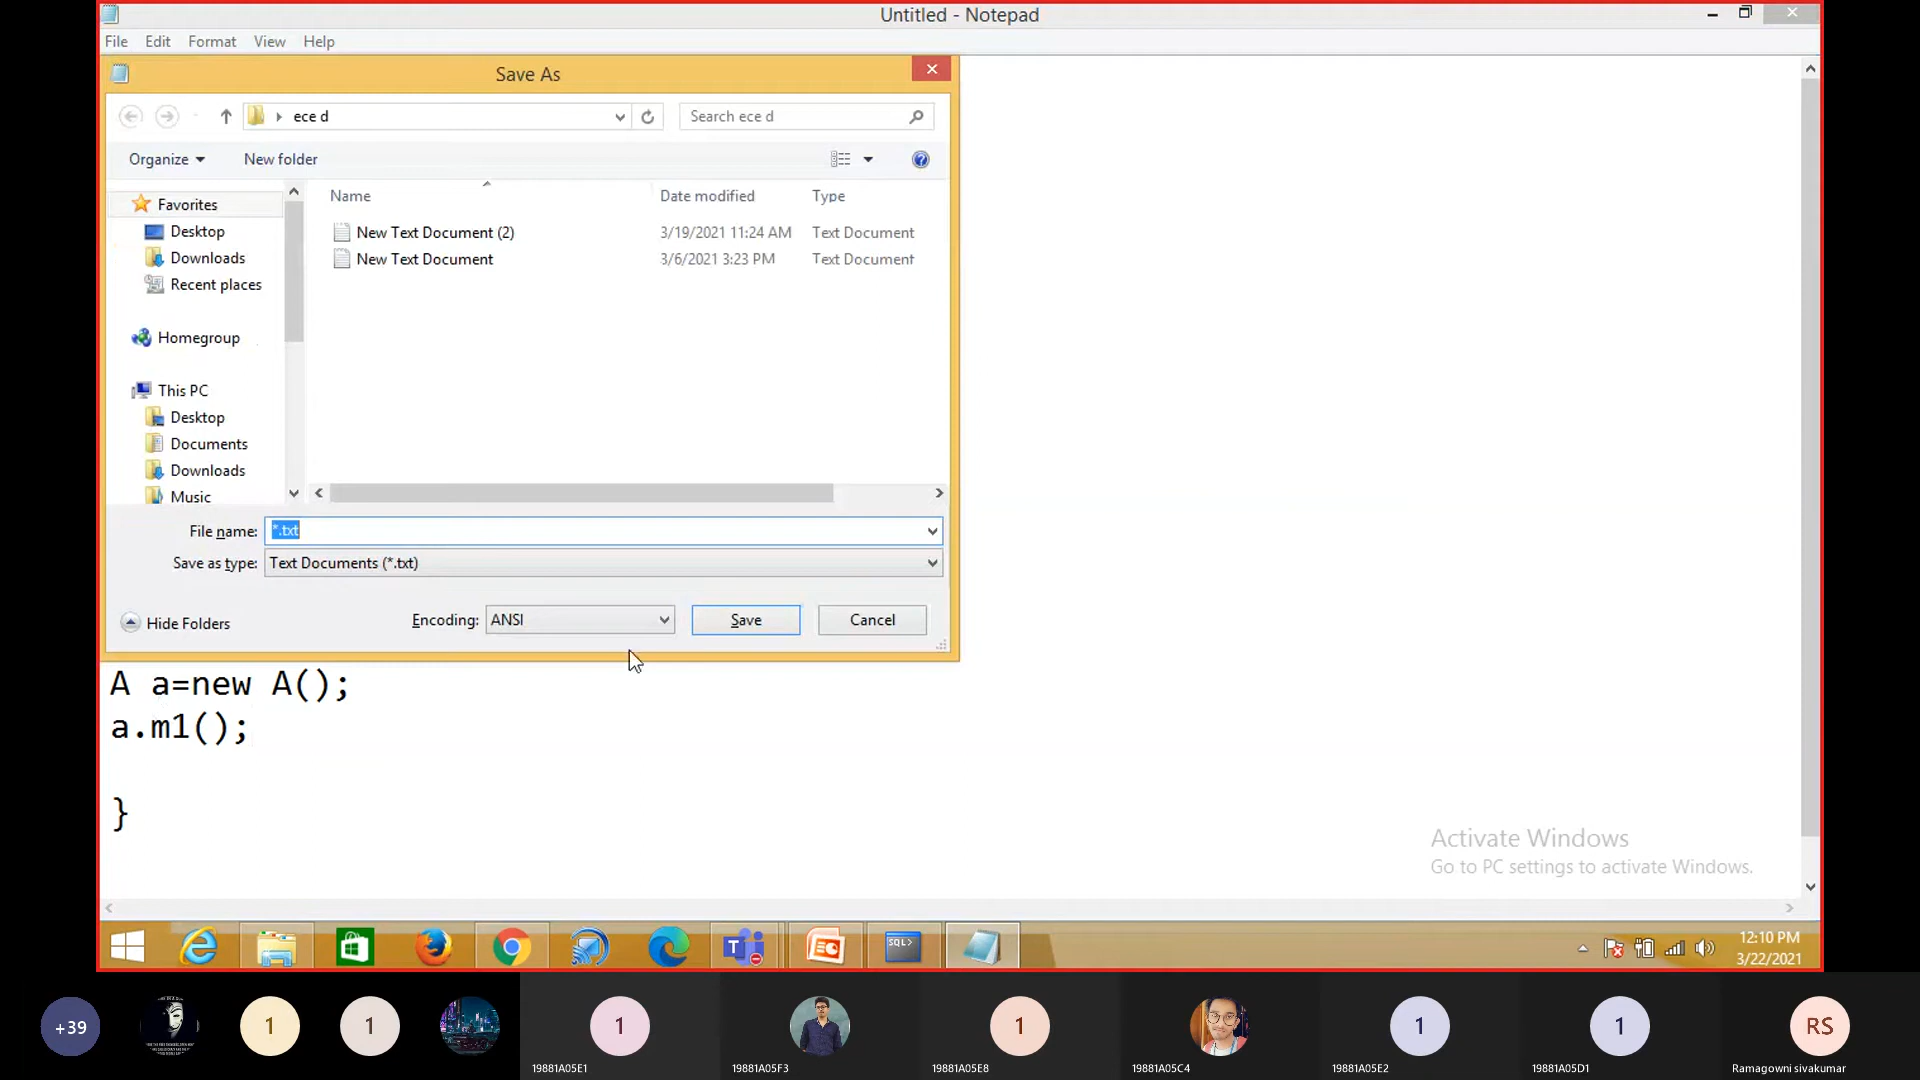 Untitled - Notepad
File Edit Format View Help
Save As
ece d
Search ece d
Organize New folder
Name Date modified Type
Favorites
Desktop
Downloads
Recent places
Homegroup
This PC
Desktop
Documents
Downloads
Music
New Text Document (2) 3/19/2021 11:24 AM Text Document
New Text Document 3/6/2021 3:23 PM Text Document
File name: *.txt
Save as type: Text Documents (*.txt)
Hide Folders Encoding: ANSI Save Cancel
A a=new A();
a.m1();
}
Activate Windows
Go to PC settings to activate Windows.
SQL>
12:10 PM
3/22/2021
+39 1 1 1 1 1 1 RS
19881A05E1 19881A05F3 19881A05E8 19881A05C4 19881A05E2 19881A05D1 Ramagowni sivakumar